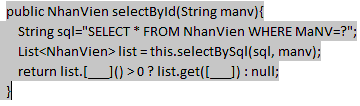 public NhanVien selectById(String manv){
String sql="SELECT * FROM NhanVien WHERE MaNV=?";
List<NhanVien> list = this.selectBySql(sql, manv);
return list.[___]() > 0 ? list.get([___]) : null;
}